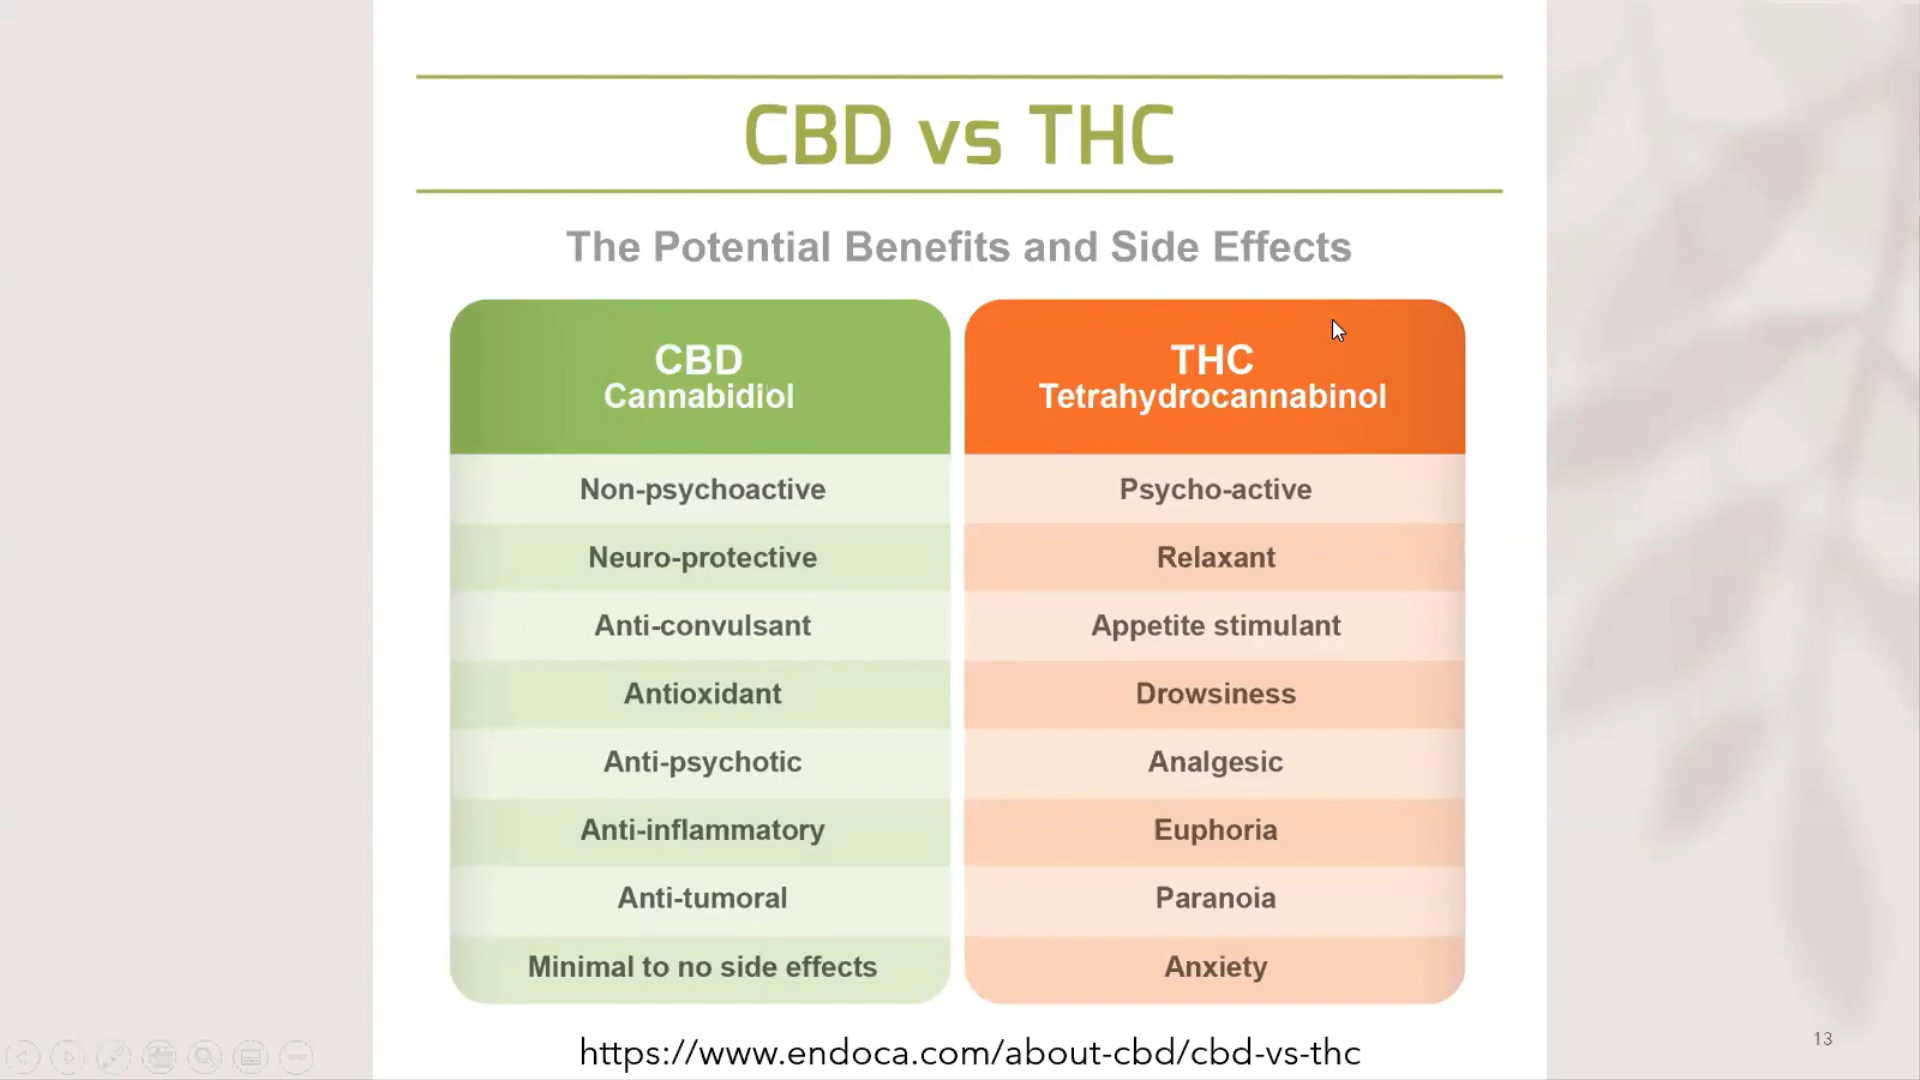 CBD vs THC
The Potential Benefits and Side Effects
CBD
Cannabidiol
Non-psychoactive
Neuro-protective
Anti-convulsant
Antioxidant
Anti-psychotic
Anti-inflammatory
Anti-tumoral
Minimal to no side effects
THC
Tetrahydrocannabinol
Psycho-active
Relaxant
Appetite stimulant
Drowsiness
Analgesic
Euphoria
Paranoia
Anxiety
https://www.endoca.com/about-cbd/cbd-vs-thc
13